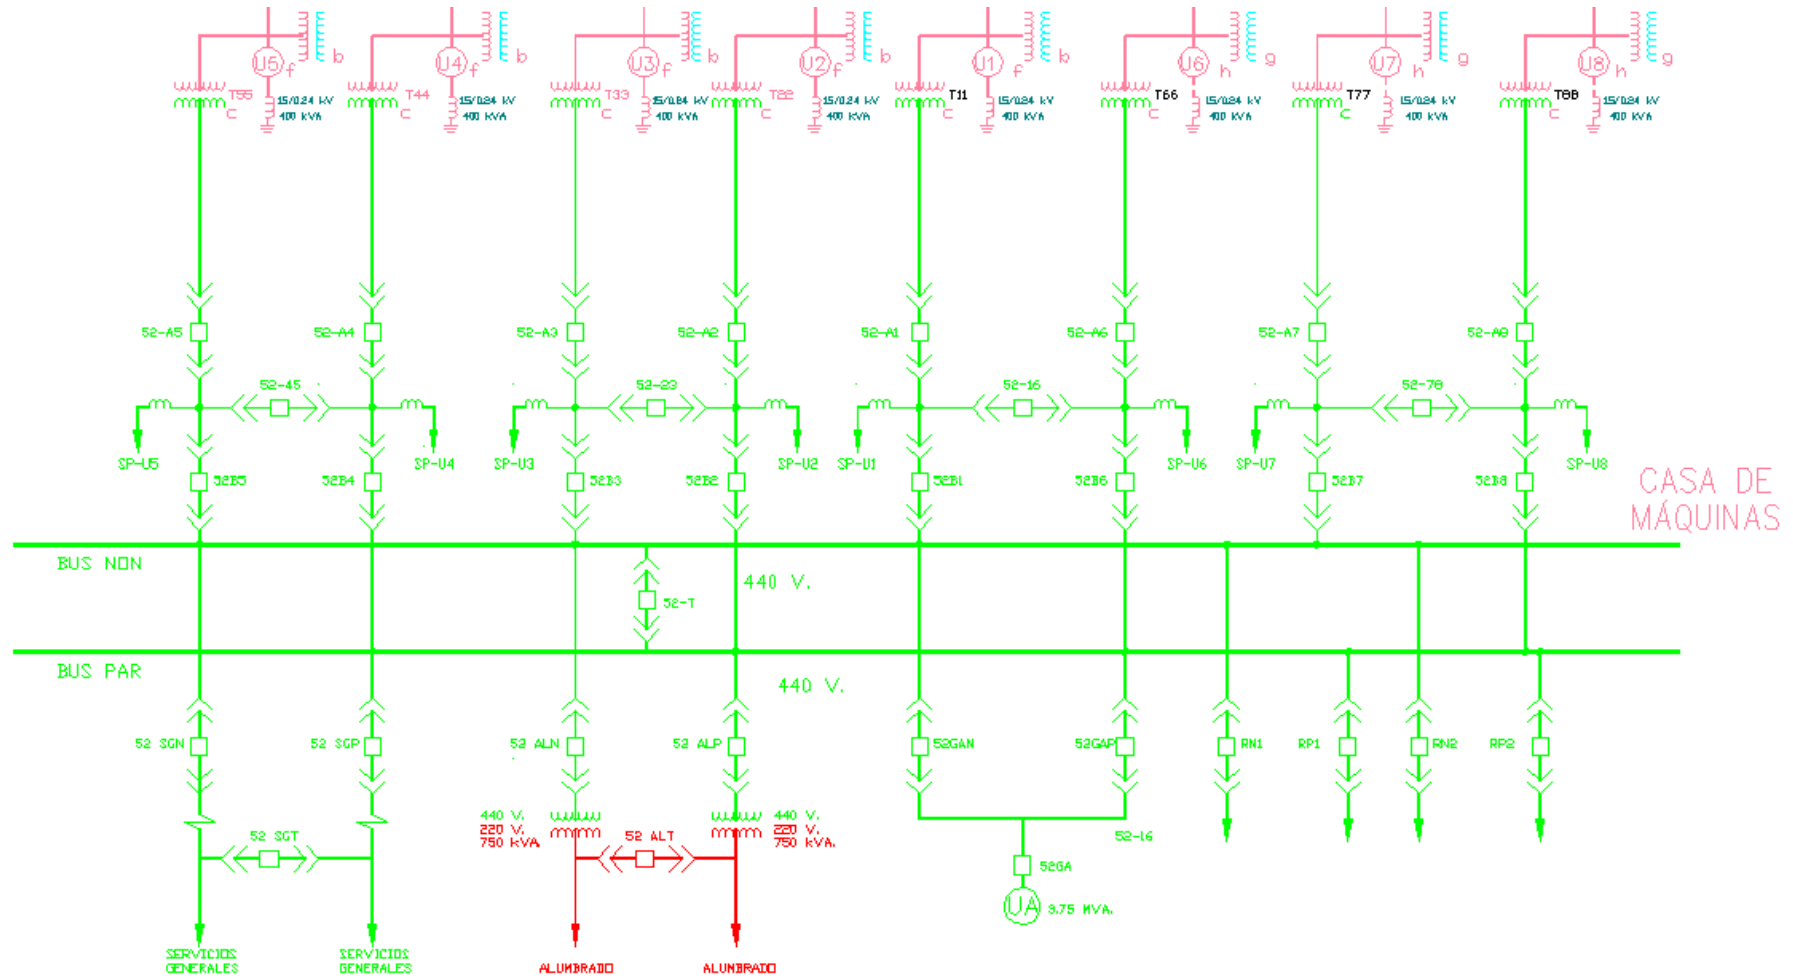 U5 f b
U4 f b
U3 f b
U2 f b
U1 f b
U6 h g
U7 h g
U8 h g
T55 C
T44 C
T33 C
T22 C
T11 C
T66 C
T77 C
T88 C
15/0.24 kV
400 kVA
15/0.24 kV
400 kVA
15/0.24 kV
400 kVA
15/0.24 kV
400 kVA
15/0.24 kV
400 kVA
15/0.24 kV
400 kVA
15/0.24 kV
400 kVA
15/0.24 kV
400 kVA
52-A5
52-A4
52-A3
52-A2
52-A1
52-A6
52-A7
52-A8
52-45
52-23
52-16
52-78
SP-U5
SP-U4
SP-U3
SP-U2
SP-U1
SP-U6
SP-U7
SP-U8
52B5
52B4
52B3
52B2
52B1
52B6
52B7
52B8
CASA DE
MÁQUINAS
BUS NON
440 V.
52-T
BUS PAR
440 V.
52 SGN
52 SGP
52 ALN
52 ALP
52GAN
52GAP
RN1
RP1
RN2
RP2
440 V.
220 V.
750 kVA.
440 V.
220 V.
750 kVA.
52 SGT
52 ALT
52-16
52GA
UA
9.75 MVA.
SERVICIOS
GENERALES
SERVICIOS
GENERALES
ALUMBRADO
ALUMBRADO